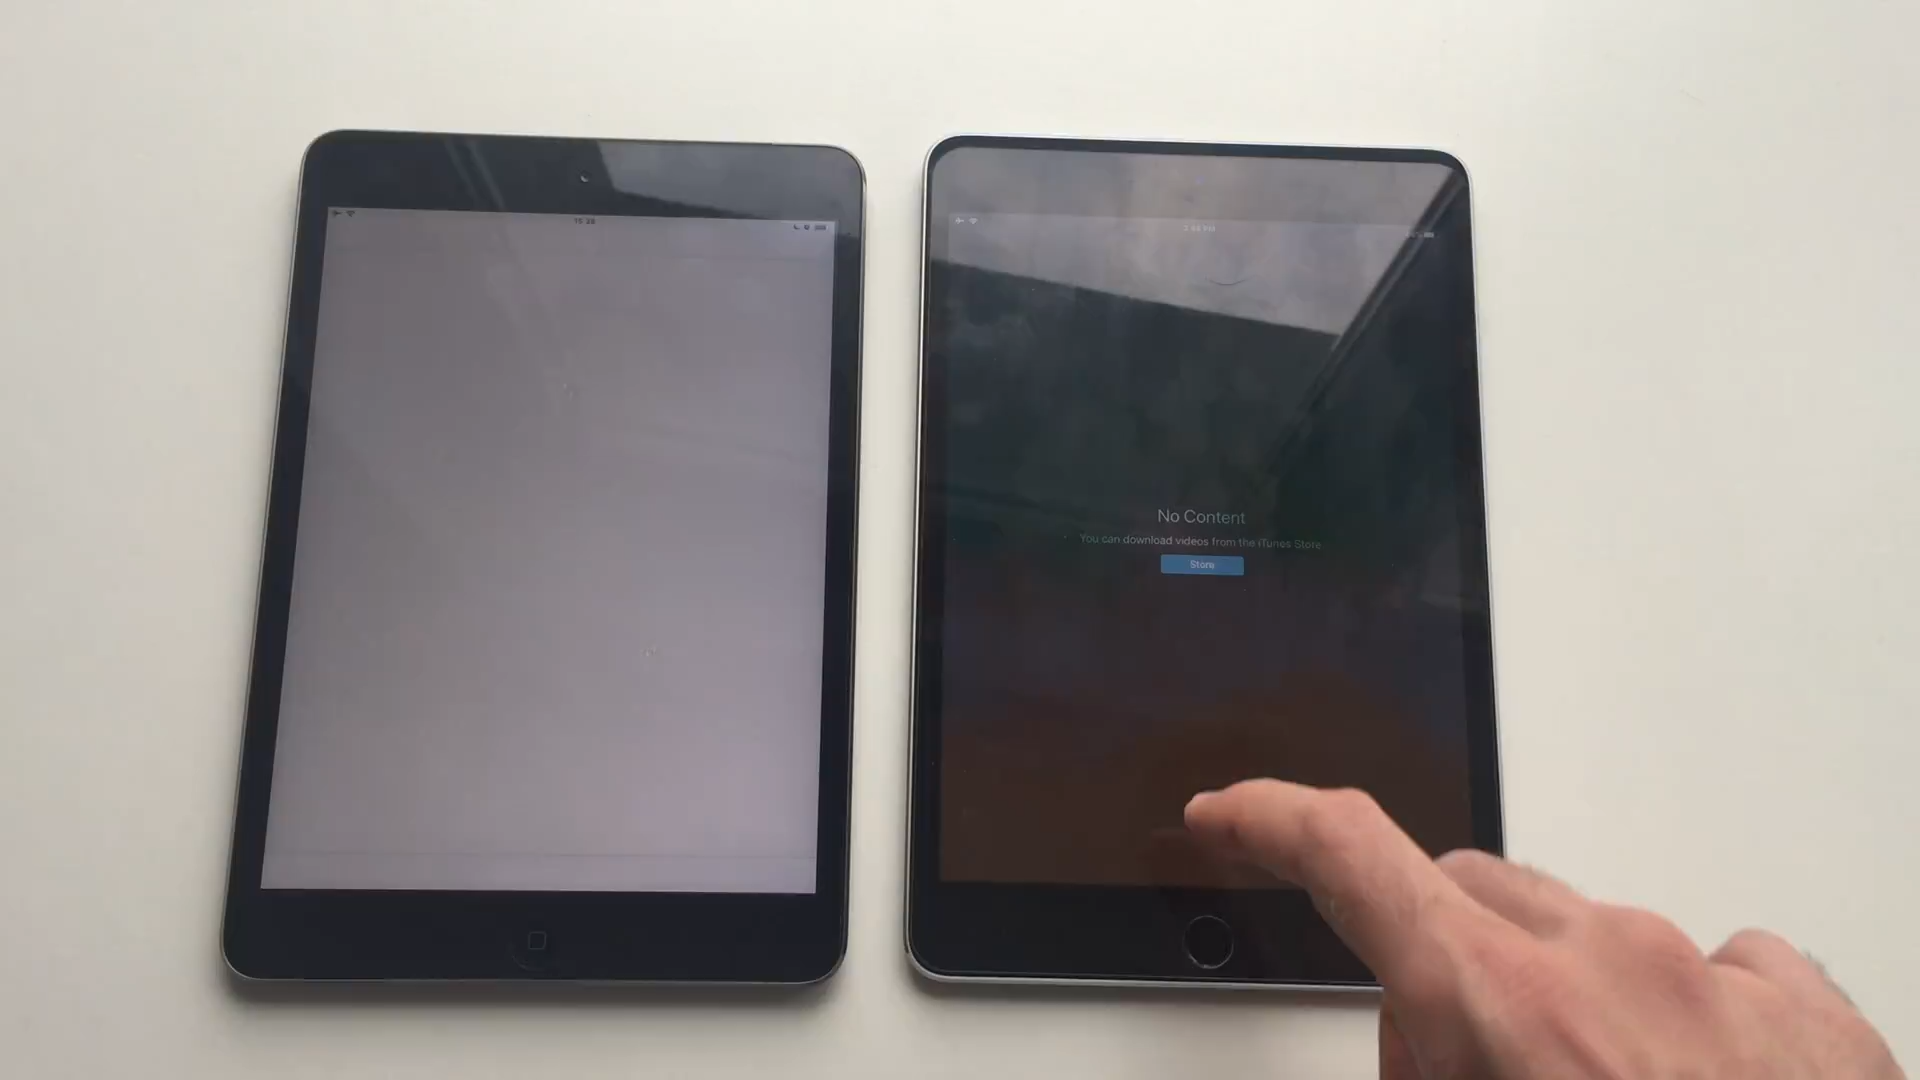 No Content
You can download videos from the iTunes Store
Store